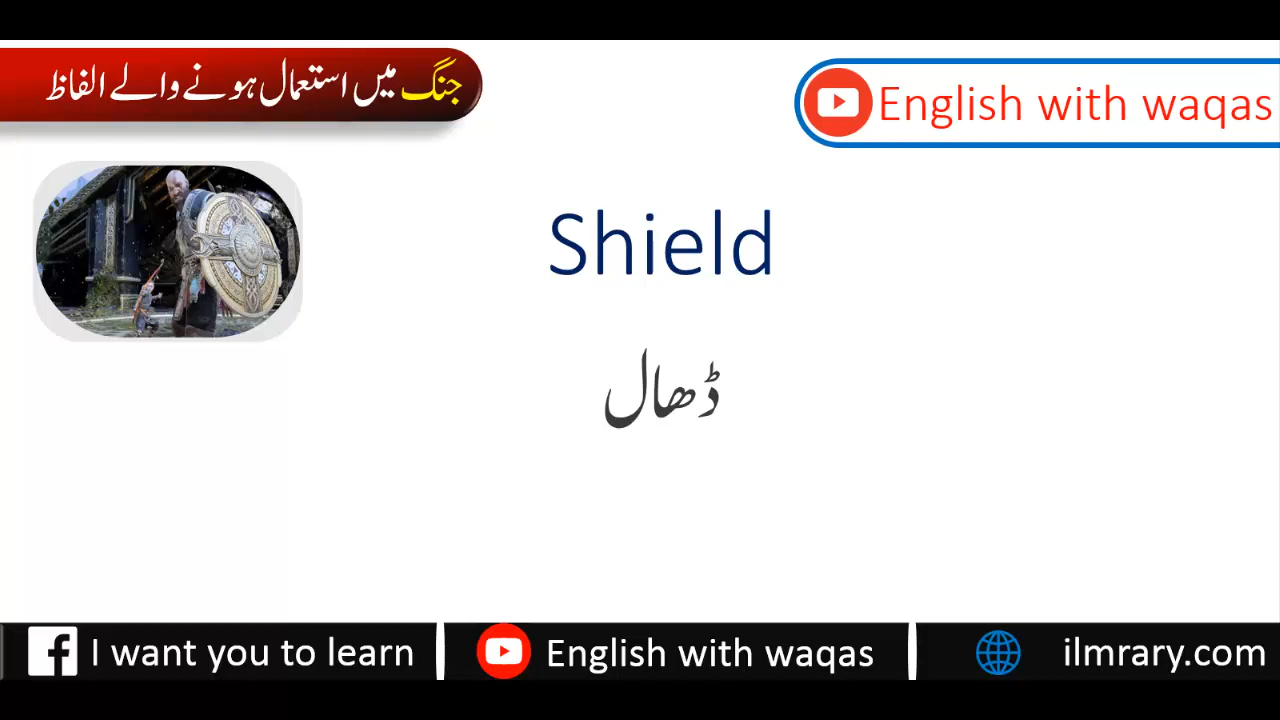 جنگ میں استعمال ہونے والے الفاظ
English with waqas
Shield
ڈھال
I want you to learn
English with waqas
ilmrary.com